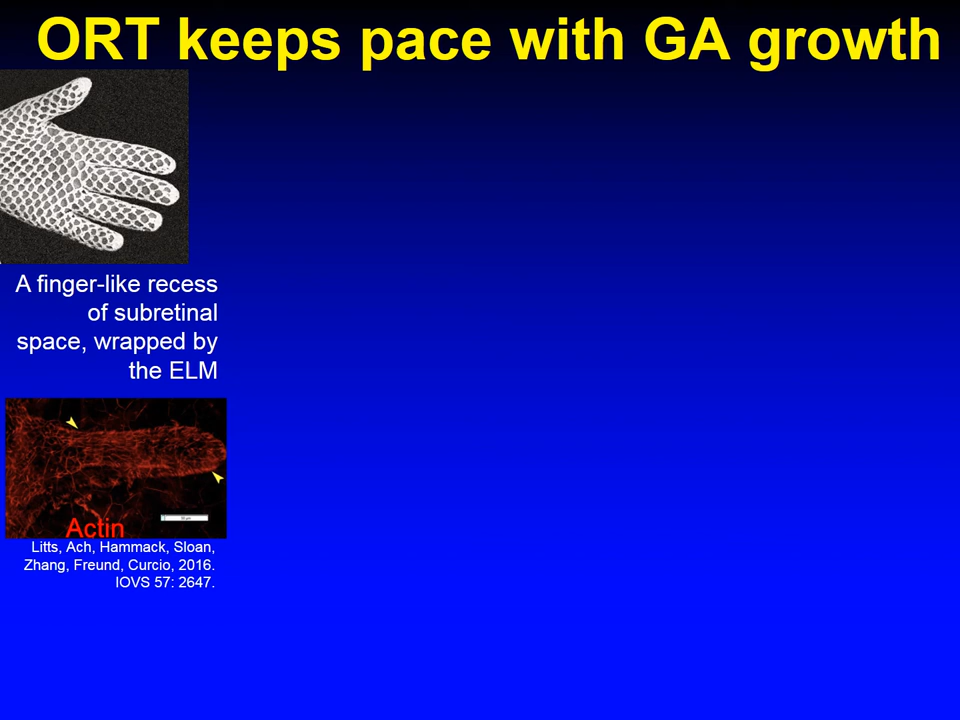 ORT keeps pace with GA growth
A finger-like recess
of subretinal
space, wrapped by
the ELM
Actin
Litts, Ach, Hammack, Sloan,
Zhang, Freund, Curcio, 2016.
IOVS 57: 2647.